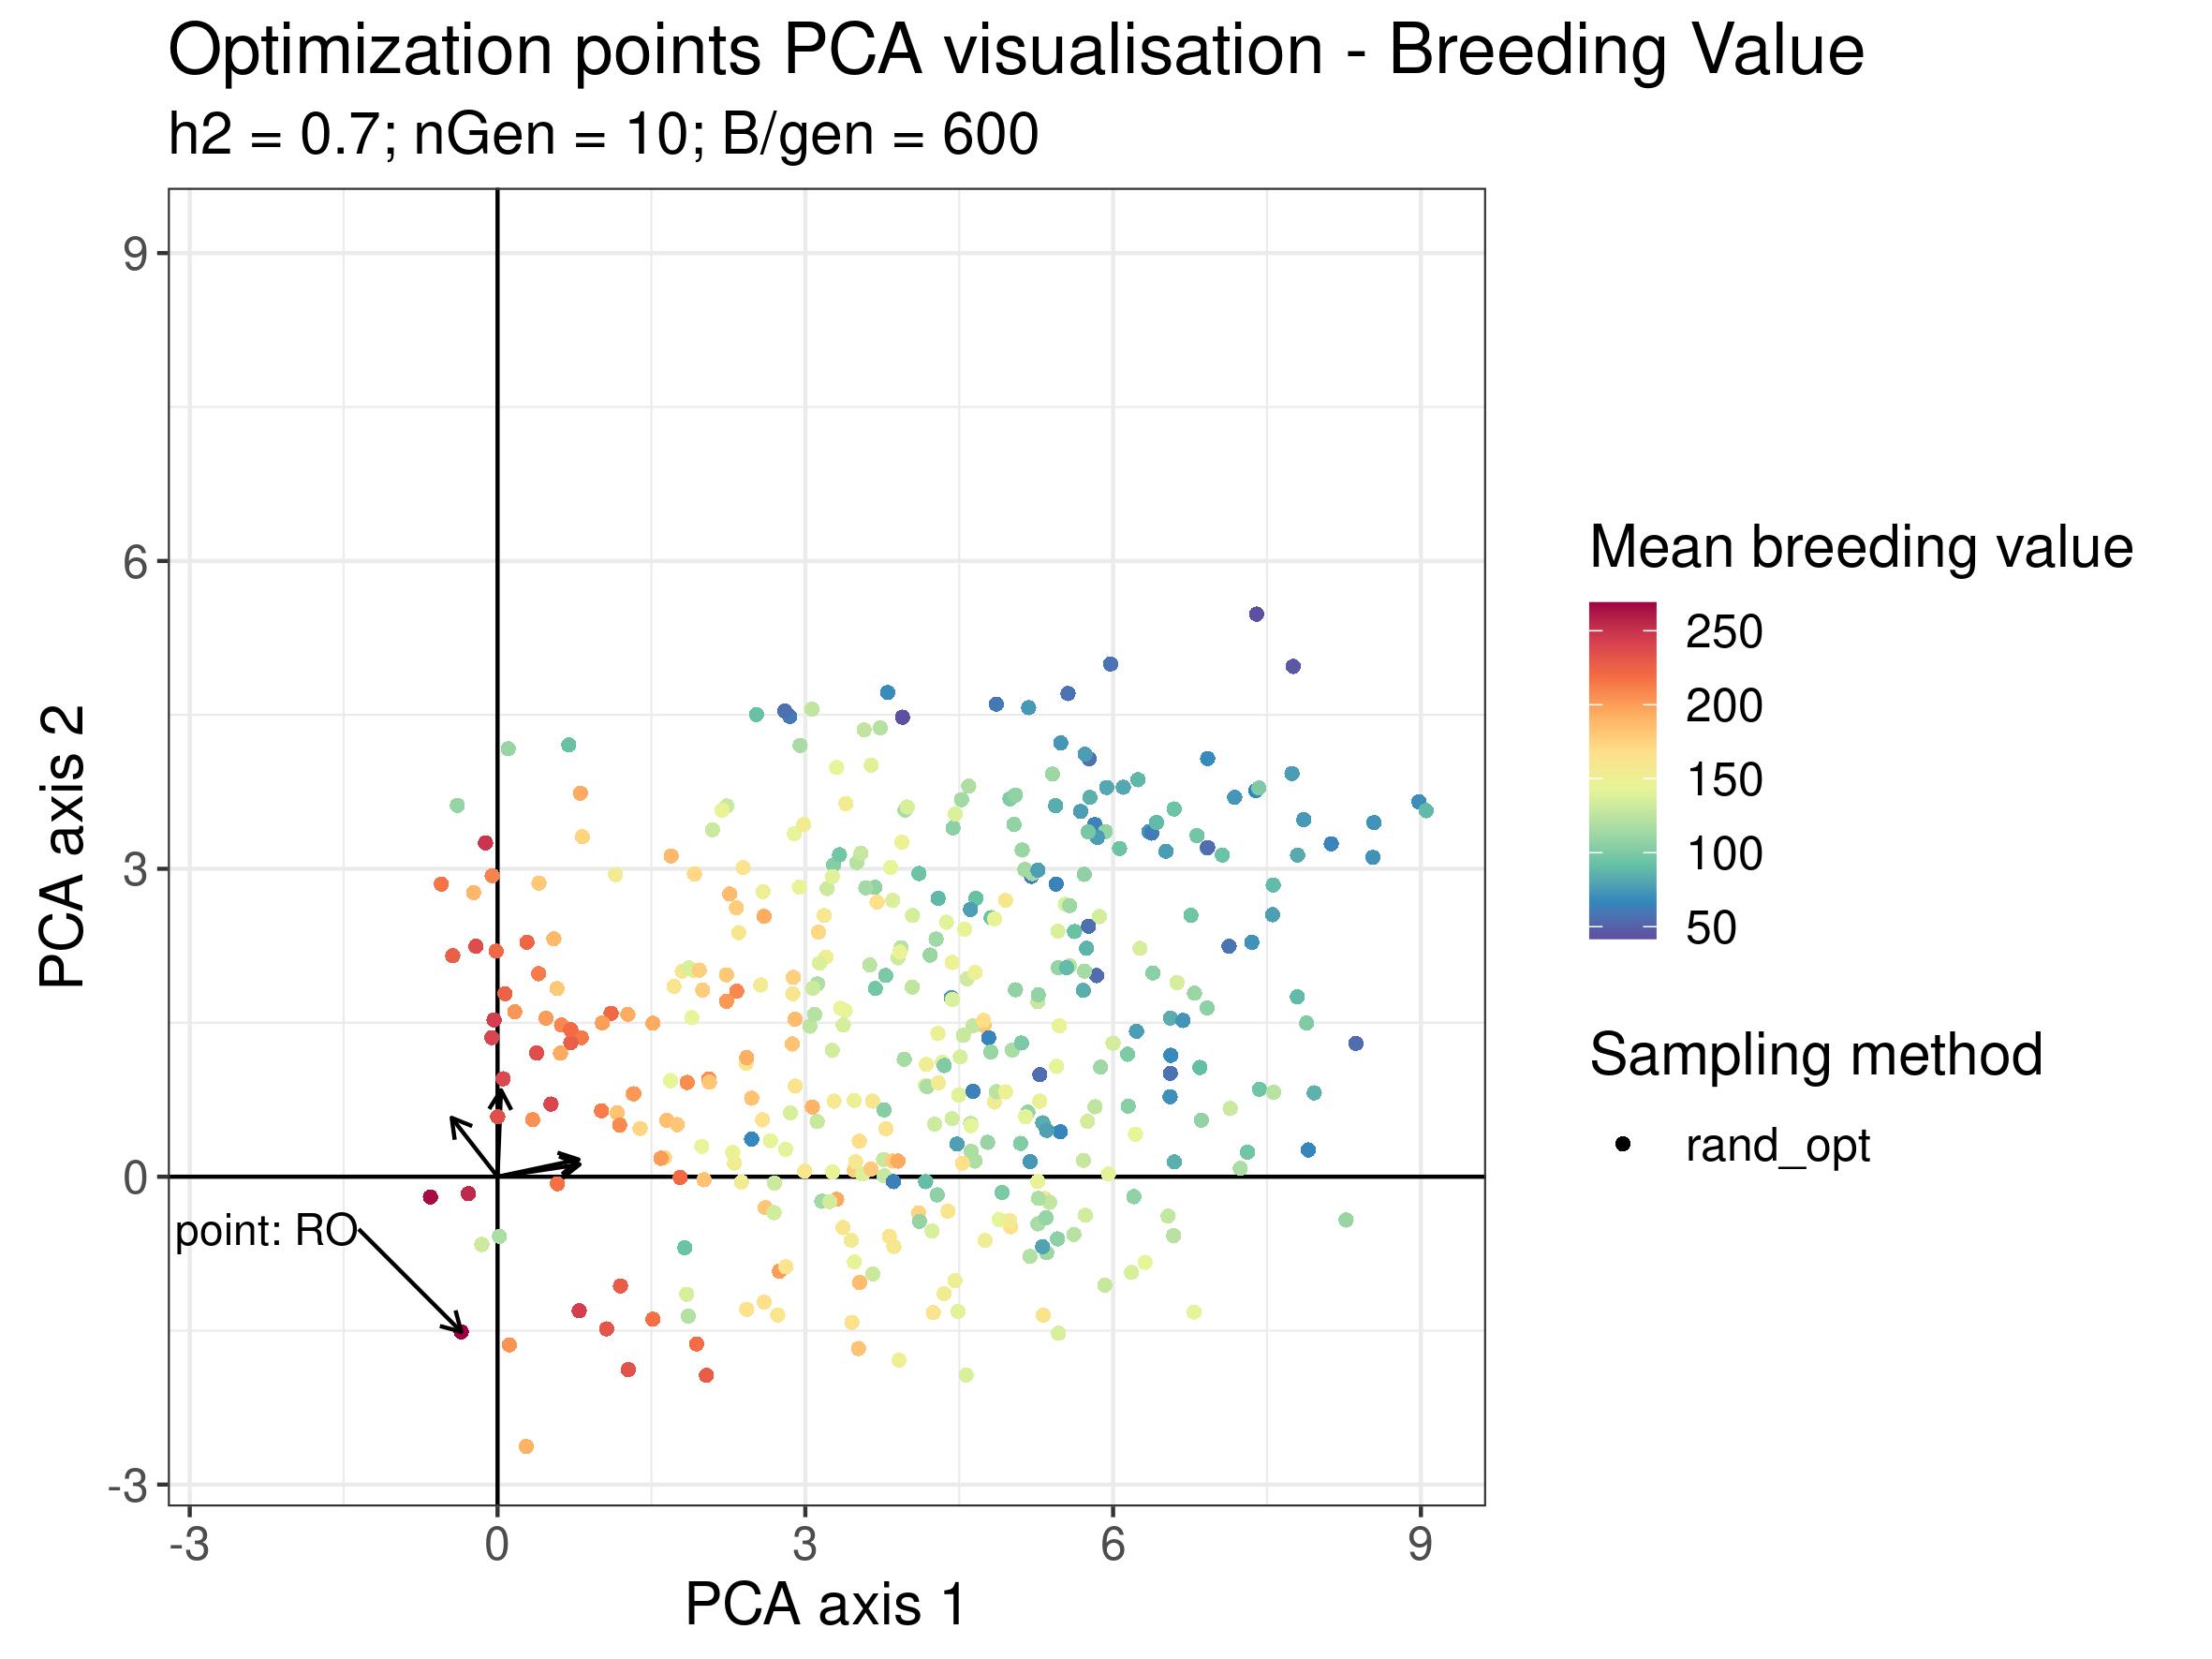 Optimization points PCA visualisation - Breeding Value
h2 = 0.7; nGen = 10; B/gen = 600
PCA axis 2
9
6
3
0
-3
point: RO
-3
0
3
6
9
PCA axis 1
Mean breeding value
250
200
150
100
50
Sampling method
rand_opt